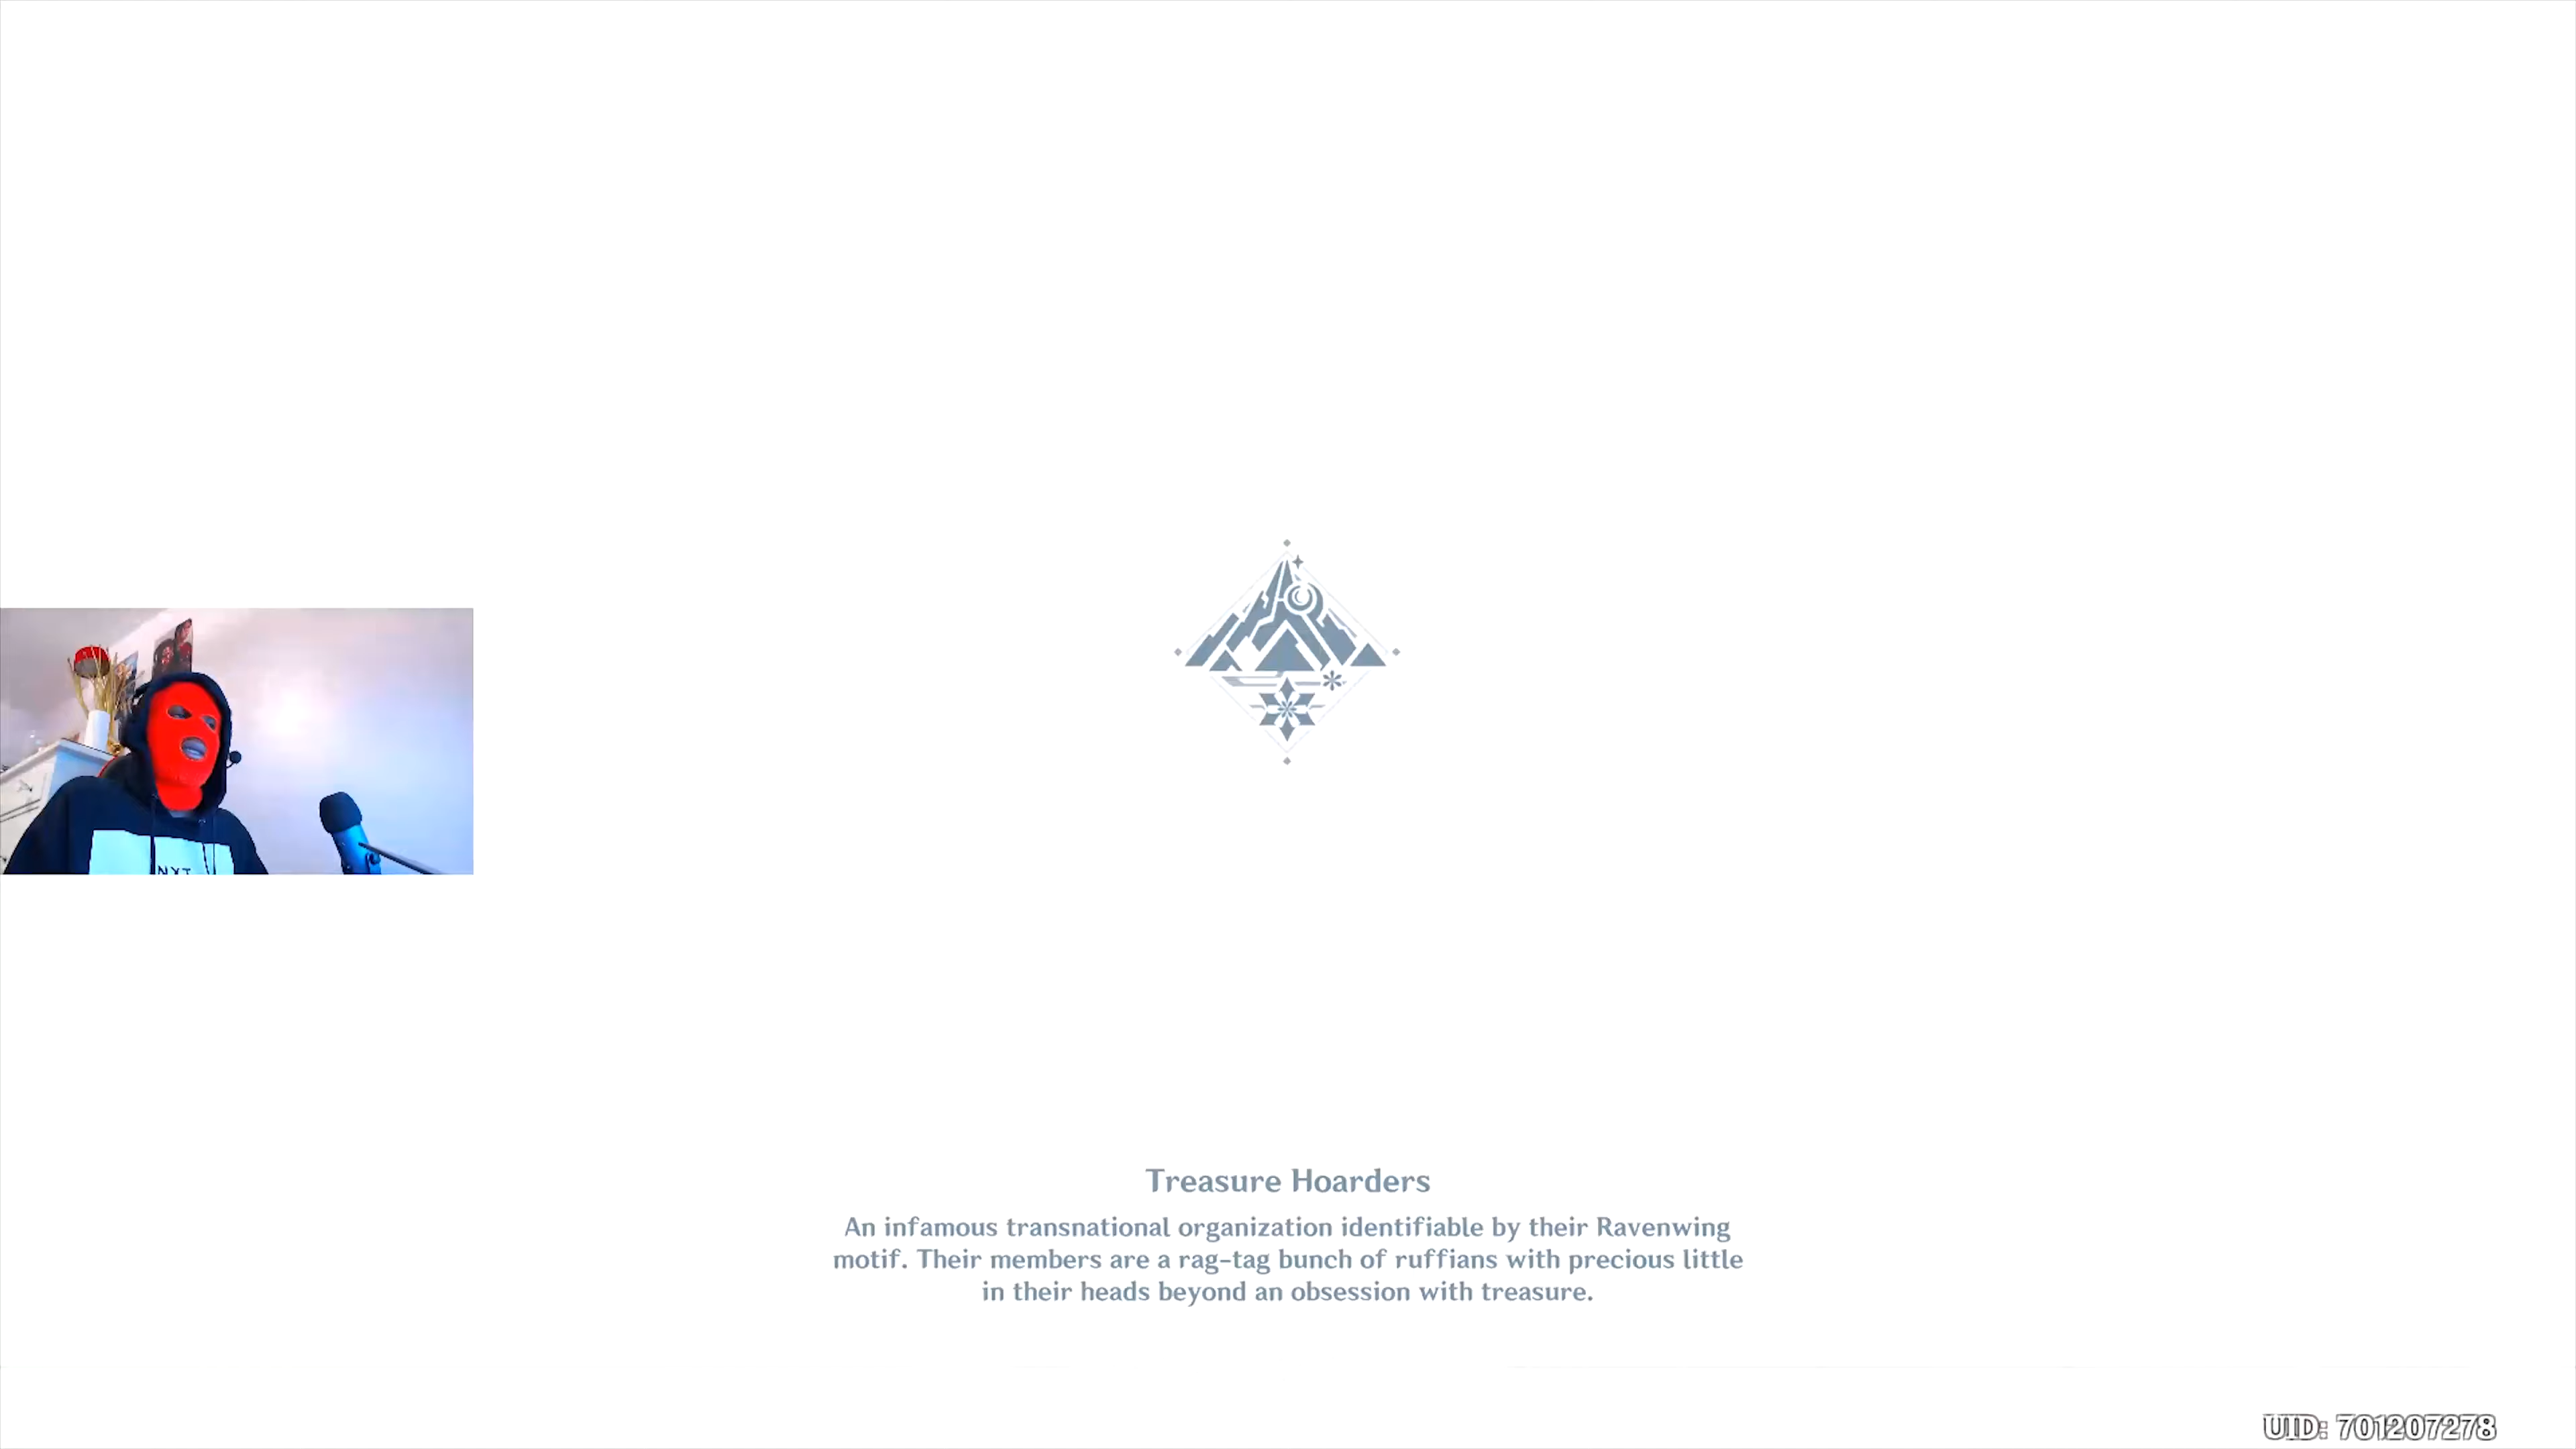 NXT
Treasure Hoarders
An infamous transnational organization identifiable by their Ravenwing
motif. Their members are a rag-tag bunch of ruffians with precious little
in their heads beyond an obsession with treasure.
UID: 701207278